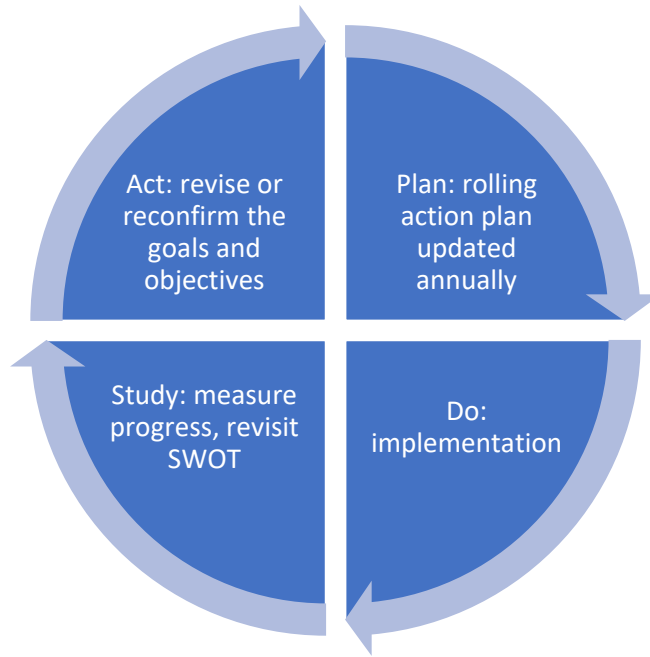 Act: revise or
reconfirm the
goals and
objectives
Plan: rolling
action plan
updated
annually
Study: measure
progress, revisit
SWOT
Do:
implementation